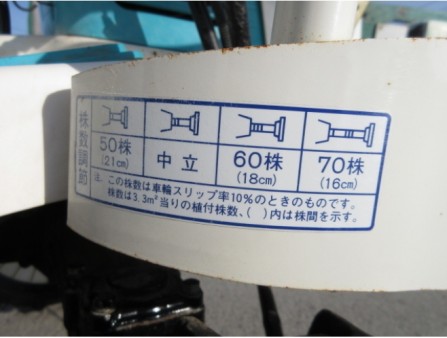 株数調節
50株 中立 60株 70株
(21cm) (18cm) (16cm)
注.この株数は車輪スリップ率10%のときのものです。
株数は3.3m²当りの植付株数、( )内は株間を示す。